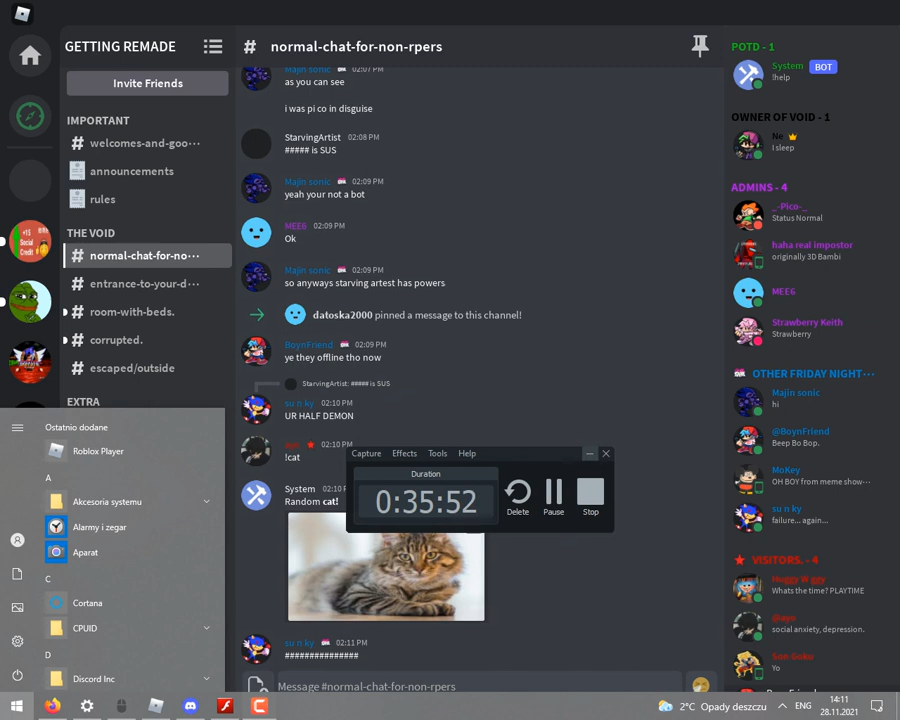 GETTING REMADE
Invite Friends
IMPORTANT
# welcomes-and-goo···
announcements
rules
THE VOID
# normal-chat-for-no···
# entrance-to-your-d···
# room-with-beds.
# corrupted.
# escaped/outside
EXTRA
# normal-chat-for-non-rpers
Majin sonic 02:07 PM
as you can see
i was pi co in disguise
StarvingArtist 02:08 PM
##### is SUS
Majin sonic 02:09 PM
yeah your not a bot
MEE6 02:09 PM
Ok
Majin sonic 02:09 PM
so anyways starving artest has powers
datoska2000 pinned a message to this channel!
BoynFriend 02:09 PM
ye they offline tho now
StarvingArtist: ##### is SUS
su n ky 02:10 PM
UR HALF DEMON
02:10 PM
!cat
System 02:10 P
Random cat!
su n ky 02:11 PM
##############
Message #normal-chat-for-non-rpers
Capture Effects Tools Help
Duration
0:35:52
Delete Pause Stop
POTD - 1
System BOT
!help
OWNER OF VOID - 1
Ne
I sleep
ADMINS - 4
_-Pico-_
Status Normal
haha real impostor
originally 3D Bambi
MEE6
Strawberry Keith
Strawberry
OTHER FRIDAY NIGHT···
Majin sonic
hi
@BoynFriend
Beep Bo Bop.
MoKey
OH BOY from meme show···
su n ky
failure... again...
VISITORS. - 4
Huggy Wiggy
Whats the time? PLAYTIME
@ayo
social anxiety, depression.
Son Goku
Yo
Ostatnio dodane
Roblox Player
A
Akcesoria systemu
Alarmy i zegar
Aparat
C
Cortana
CPUID
D
Discord Inc
2°C Opady deszczu
ENG
14:11
28.11.2021